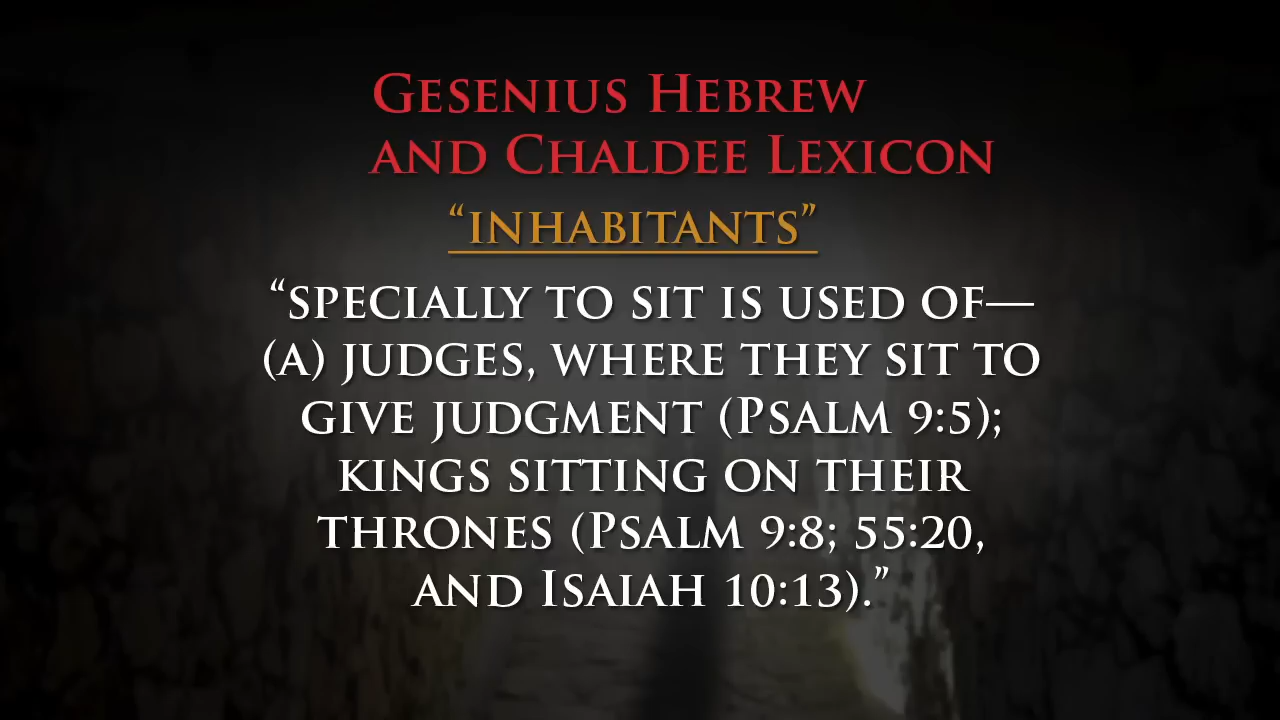 Gesenius Hebrew
and Chaldee Lexicon
“inhabitants”
“specially to sit is used of—
(a) judges, where they sit to
give judgment (Psalm 9:5);
kings sitting on their
thrones (Psalm 9:8; 55:20,
and Isaiah 10:13).”